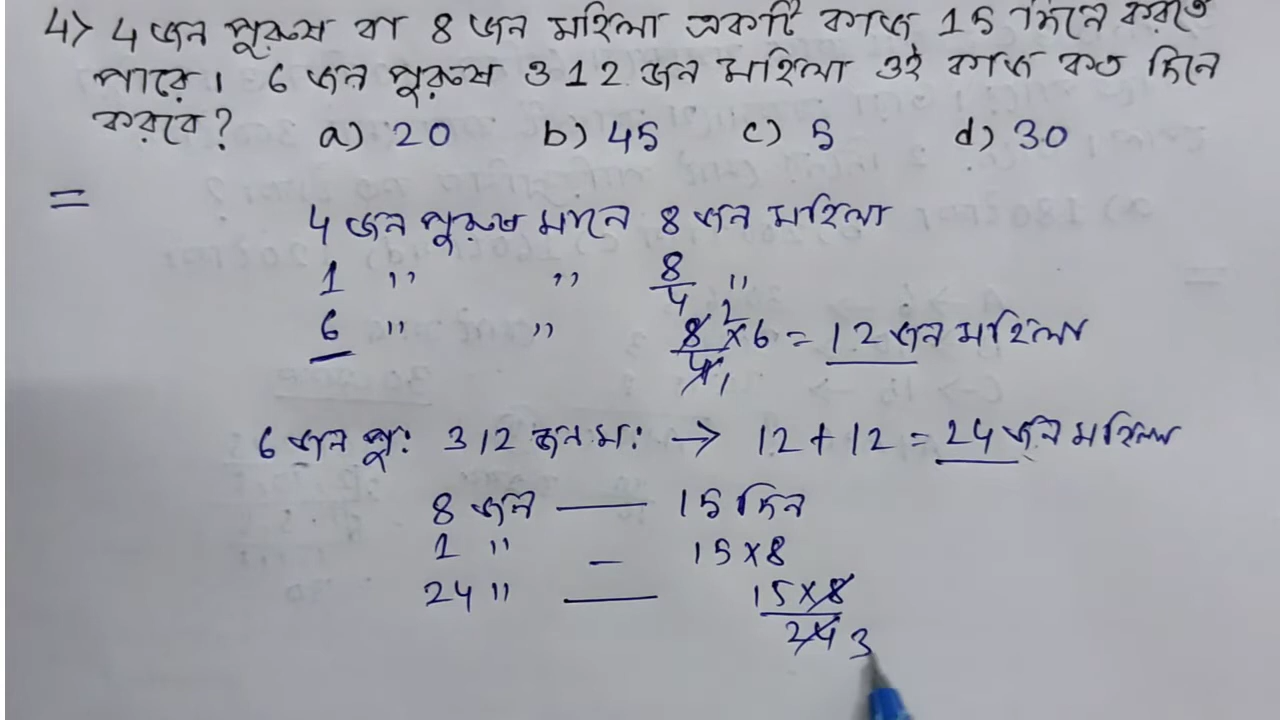 4> 4 জন পুরুষ বা 8 জন মহিলা একটি কাজ 15 দিনে করতে
পারে। 6 জন পুরুষ ও 12 জন মহিলা ওই কাজ কত দিনে
করবে? a) 20 b) 45 c) 5 d) 30
=
4 জন পুরুষ মানে 8 জন মহিলা
1 " " 8/4 "
6 " " 8/4 × 6 = 12 জন মহিলা
2
1
6 জন পু: ও 12 জন ম: → 12 + 12 = 24 জন মহিলা
8 জন — 15 দিন
1 " — 15 × 8
24 " — 15 × 8 / 24 3